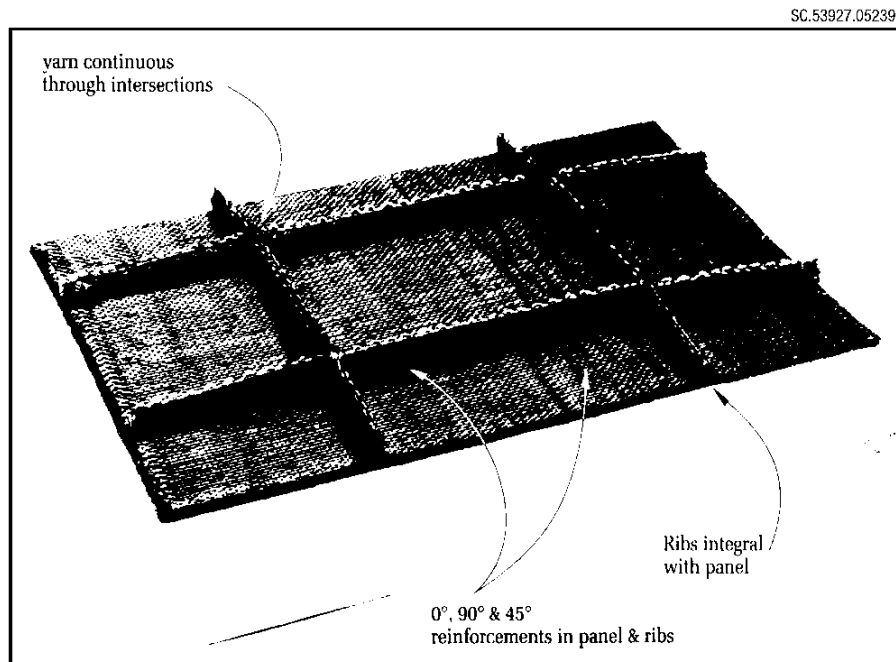 SC.53927.05239
yarn continuous
through intersections
Ribs integral
with panel
0°, 90° & 45°
reinforcements in panel & ribs